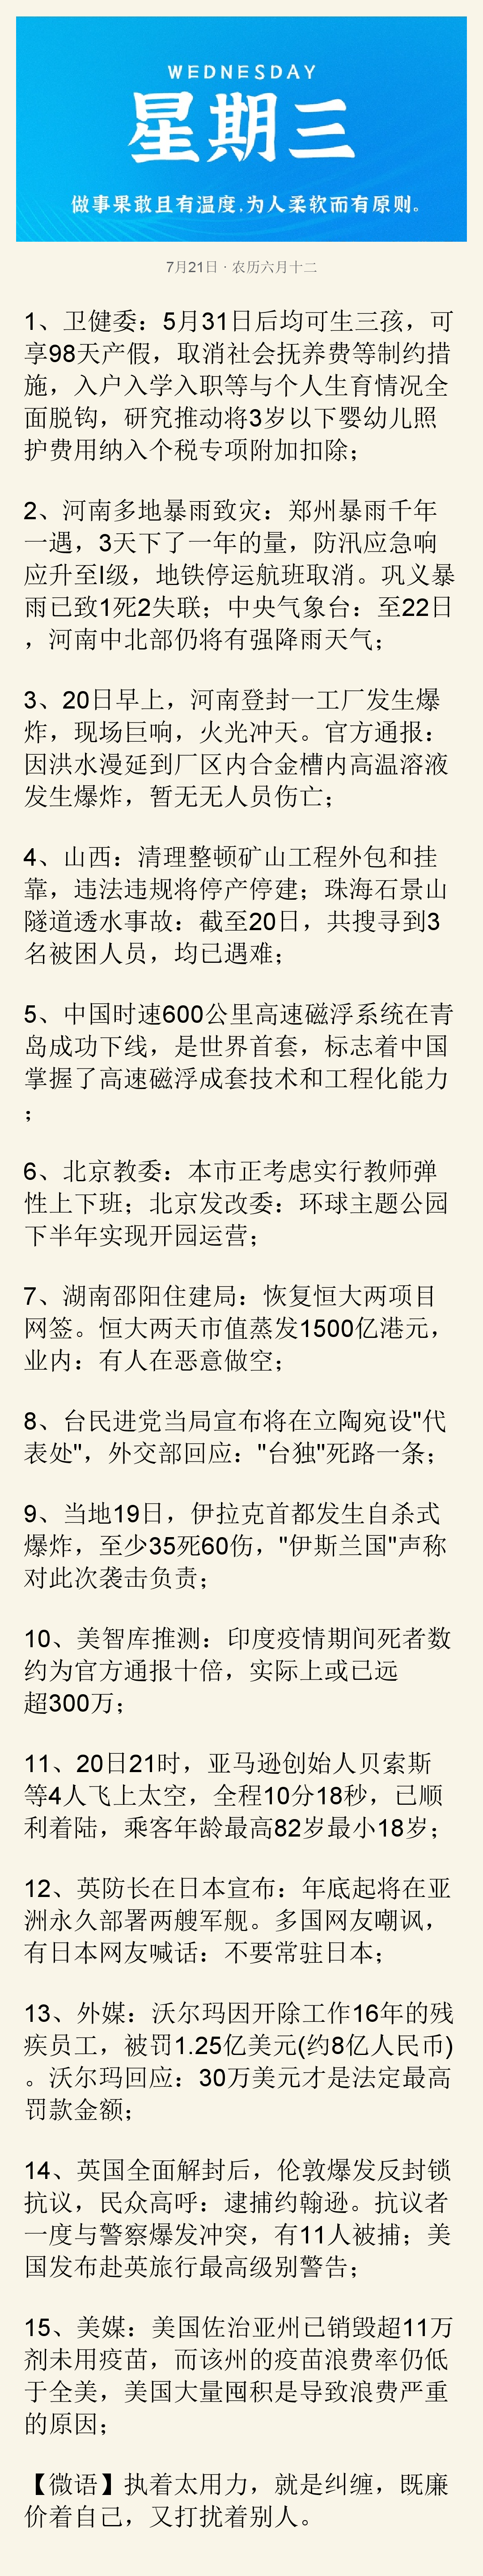 WEDNESDAY
星期三
做事果敢且有温度,为人柔软而有原则。
7月21日 · 农历六月十二
1、卫健委：5月31日后均可生三孩，可
享98天产假，取消社会抚养费等制约措
施，入户入学入职等与个人生育情况全
面脱钩，研究推动将3岁以下婴幼儿照
护费用纳入个税专项附加扣除；
2、河南多地暴雨致灾：郑州暴雨千年
一遇，3天下了一年的量，防汛应急响
应升至I级，地铁停运航班取消。巩义暴
雨已致1死2失联；中央气象台：至22日
，河南中北部仍将有强降雨天气；
3、20日早上，河南登封一工厂发生爆
炸，现场巨响，火光冲天。官方通报：
因洪水漫延到厂区内合金槽内高温溶液
发生爆炸，暂无无人员伤亡；
4、山西：清理整顿矿山工程外包和挂
靠，违法违规将停产停建；珠海石景山
隧道透水事故：截至20日，共搜寻到3
名被困人员，均已遇难；
5、中国时速600公里高速磁浮系统在青
岛成功下线，是世界首套，标志着中国
掌握了高速磁浮成套技术和工程化能力
；
6、北京教委：本市正考虑实行教师弹
性上下班；北京发改委：环球主题公园
下半年实现开园运营；
7、湖南邵阳住建局：恢复恒大两项目
网签。恒大两天市值蒸发1500亿港元，
业内：有人在恶意做空；
8、台民进党当局宣布将在立陶宛设"代
表处"，外交部回应："台独"死路一条；
9、当地19日，伊拉克首都发生自杀式
爆炸，至少35死60伤，"伊斯兰国"声称
对此次袭击负责；
10、美智库推测：印度疫情期间死者数
约为官方通报十倍，实际上或已远
超300万；
11、20日21时，亚马逊创始人贝索斯
等4人飞上太空，全程10分18秒，已顺
利着陆，乘客年龄最高82岁最小18岁；
12、英防长在日本宣布：年底起将在亚
洲永久部署两艘军舰。多国网友嘲讽，
有日本网友喊话：不要常驻日本；
13、外媒：沃尔玛因开除工作16年的残
疾员工，被罚1.25亿美元(约8亿人民币)
。沃尔玛回应：30万美元才是法定最高
罚款金额；
14、英国全面解封后，伦敦爆发反封锁
抗议，民众高呼：逮捕约翰逊。抗议者
一度与警察爆发冲突，有11人被捕；美
国发布赴英旅行最高级别警告；
15、美媒：美国佐治亚州已销毁超11万
剂未用疫苗，而该州的疫苗浪费率仍低
于全美，美国大量囤积是导致浪费严重
的原因；
【微语】执着太用力，就是纠缠，既廉
价着自己，又打扰着别人。